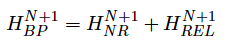 $H_{BP}^{N+1} = H_{NR}^{N+1} + H_{REL}^{N+1}$